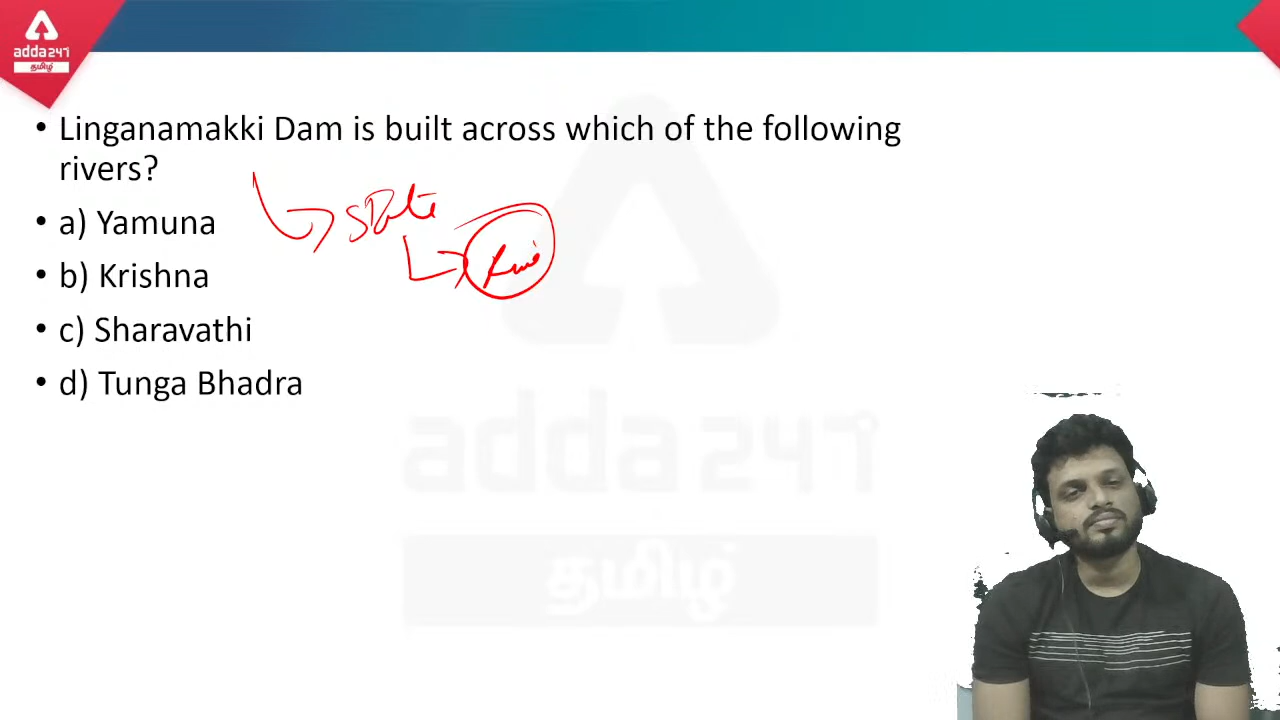 adda247
தமிழ்
• Linganamakki Dam is built across which of the following
rivers?
• a) Yamuna
• b) Krishna
• c) Sharavathi
• d) Tunga Bhadra
State
adda247
தமிழ்